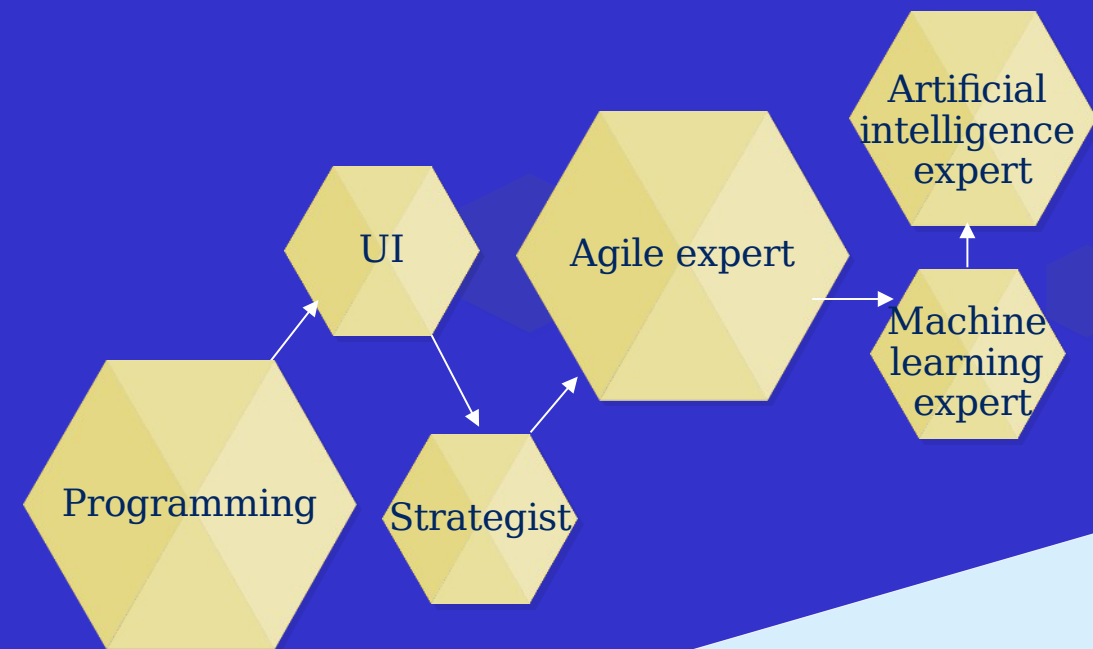 Programming
UI
Strategist
Agile expert
Machine
learning
expert
Artificial
intelligence
expert